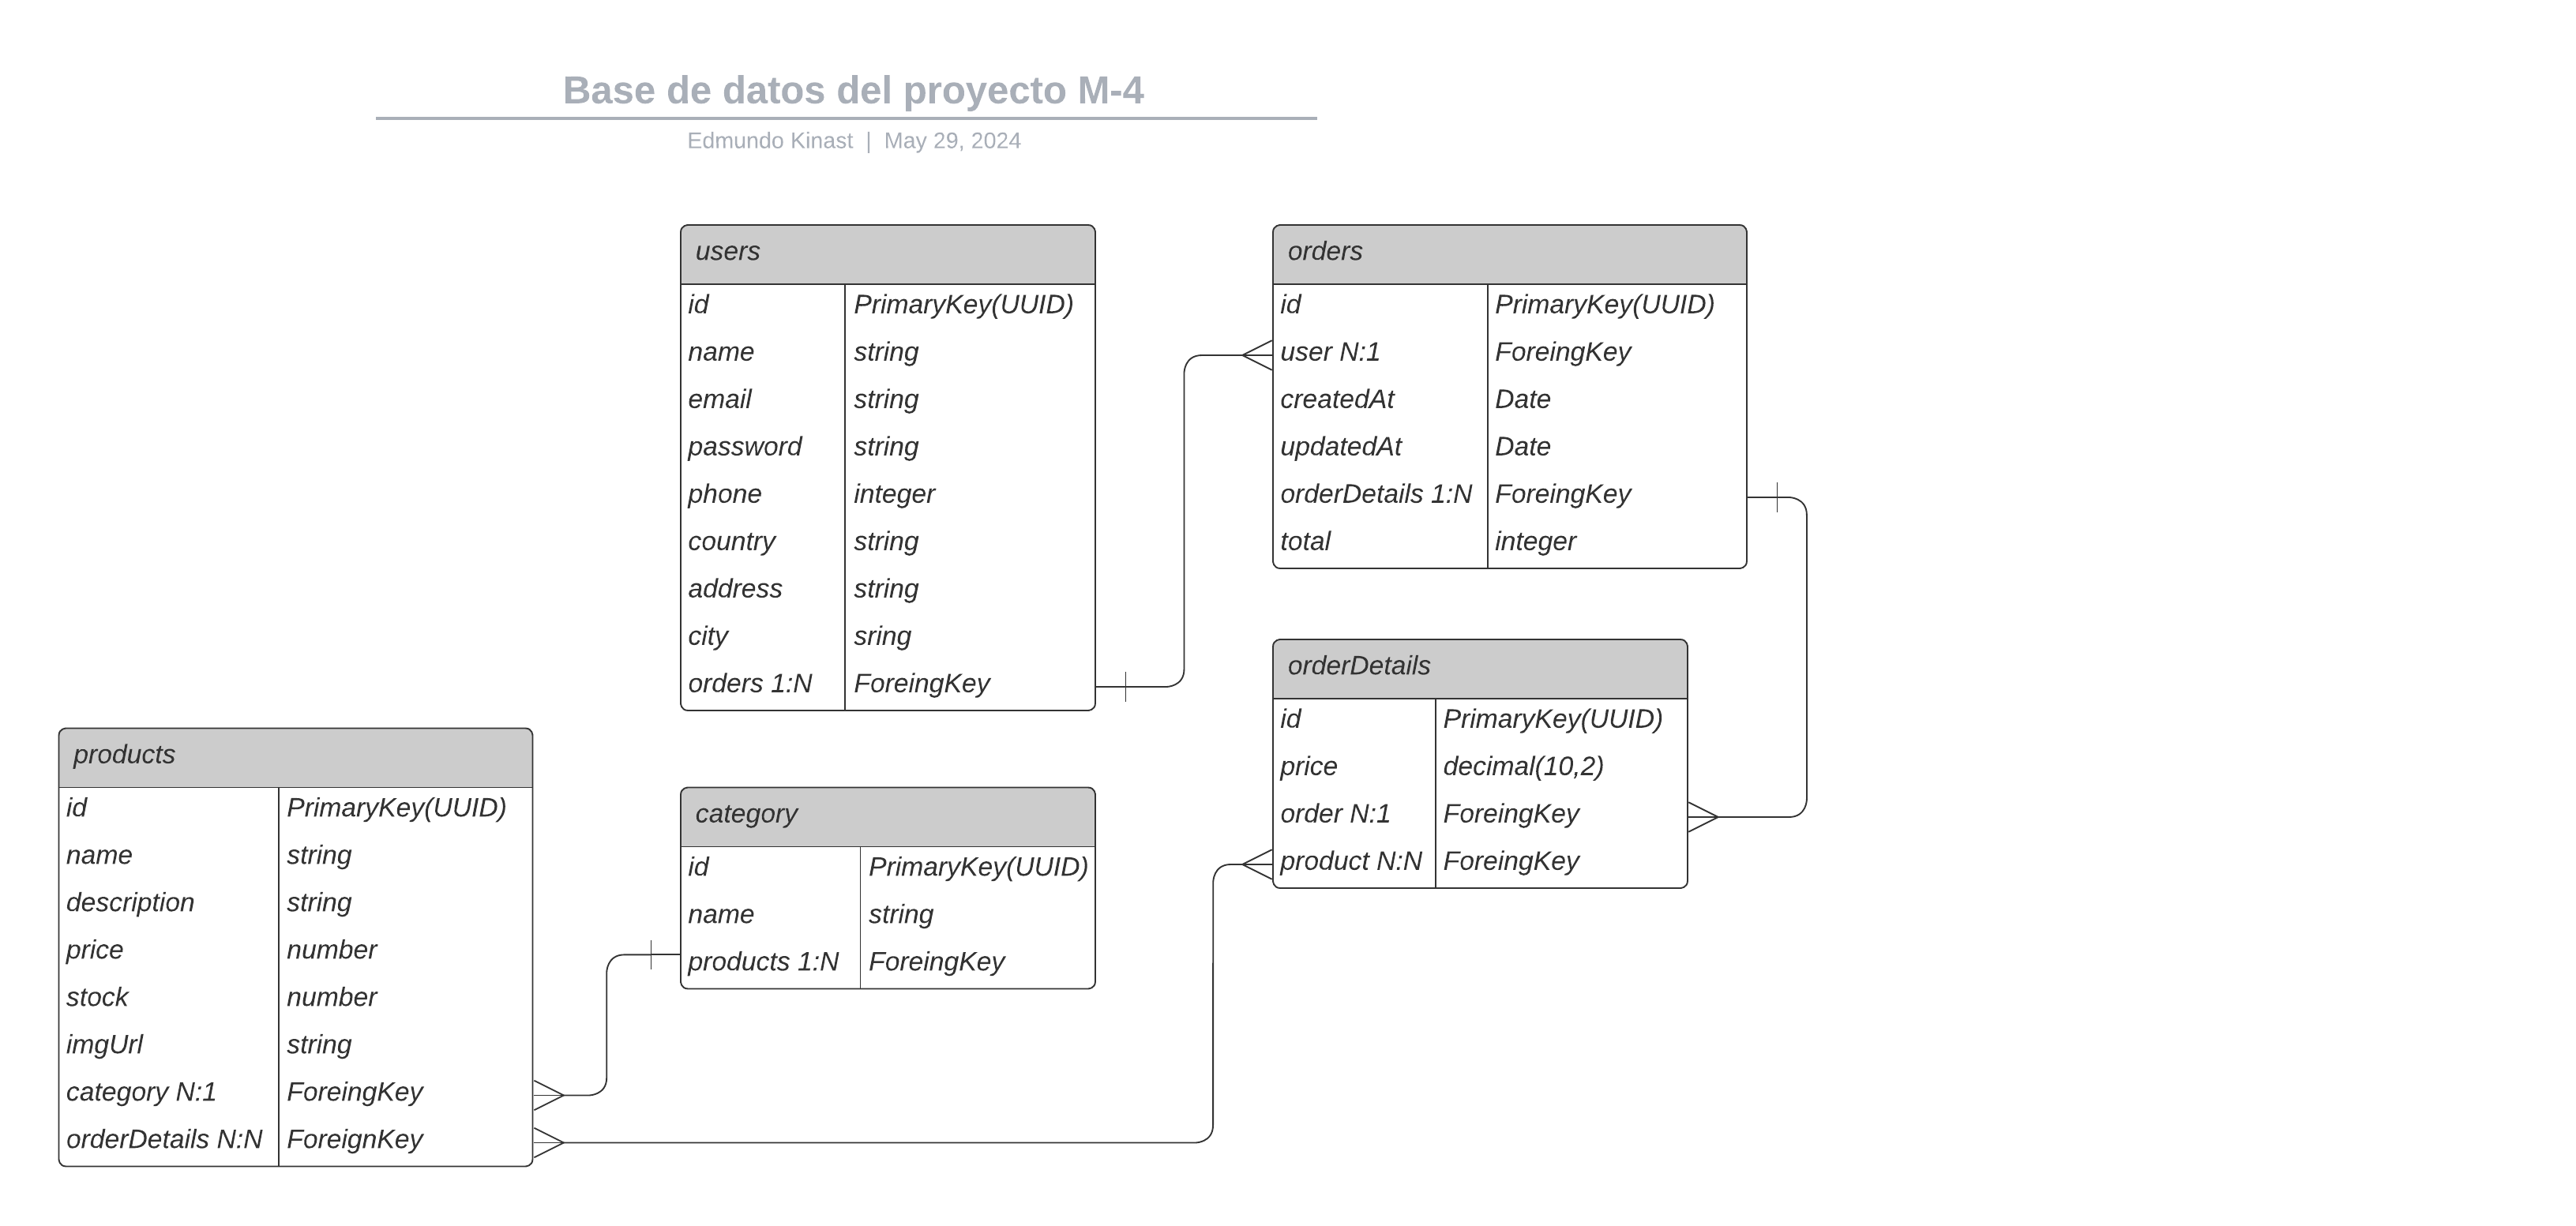 Base de datos del proyecto M-4
Edmundo Kinast | May 29, 2024
users
id PrimaryKey(UUID)
name string
email string
password string
phone integer
country string
address string
city sring
orders 1:N ForeingKey
orders
id PrimaryKey(UUID)
user N:1 ForeingKey
createdAt Date
updatedAt Date
orderDetails 1:N ForeingKey
total integer
orderDetails
id PrimaryKey(UUID)
price decimal(10,2)
order N:1 ForeingKey
product N:N ForeingKey
products
id PrimaryKey(UUID)
name string
description string
price number
stock number
imgUrl string
category N:1 ForeingKey
orderDetails N:N ForeignKey
category
id PrimaryKey(UUID)
name string
products 1:N ForeingKey